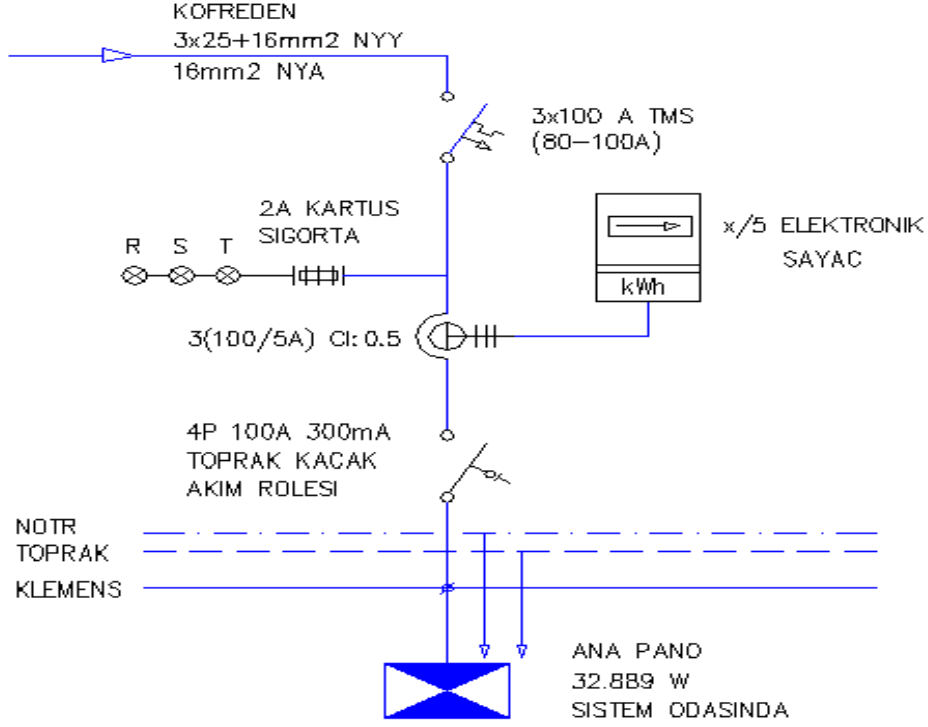 KOFREDEN
3x25+16mm2 NYY
16mm2 NYA
3x100 A TMS
(80-100A)
2A KARTUS
SIGORTA
R S T
x/5 ELEKTRONIK
SAYAC
kWh
3(100/5A) Cl: 0.5
4P 100A 300mA
TOPRAK KACAK
AKIM ROLESI
NOTR
TOPRAK
KLEMENS
ANA PANO
32.889 W
SISTEM ODASINDA